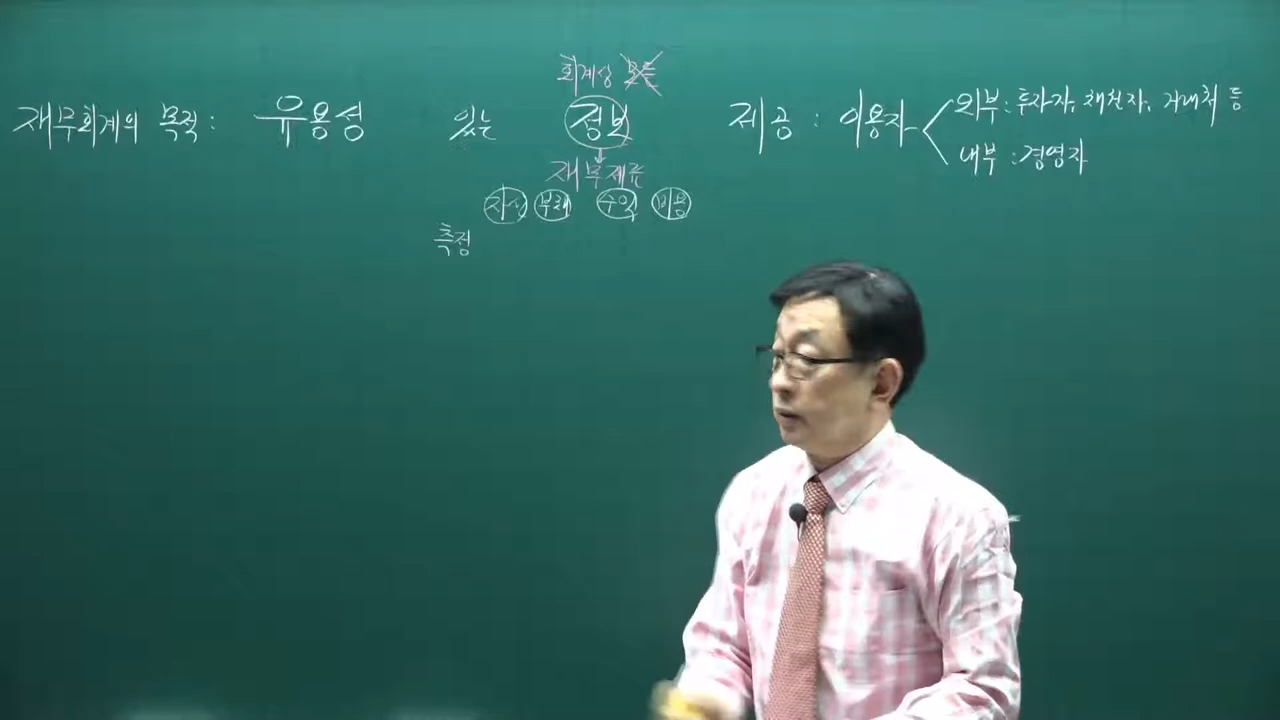 회계상 모든
재무회계의 목적: 유용성 있는 정보 제공 : 이용자
외부: 투자자, 채권자, 거래처 등
내부 : 경영자
재무제표
자산 부채 수익 비용
측정